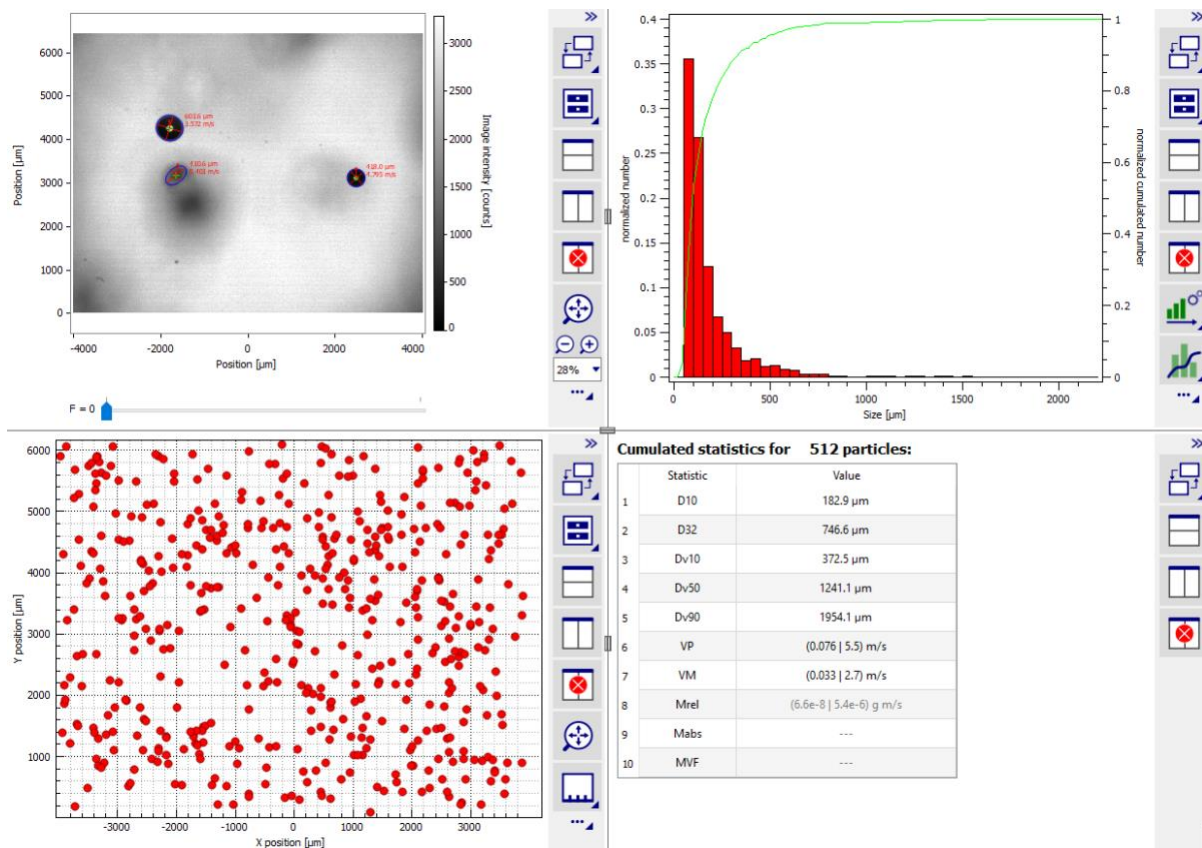 6000
5000
4000
3000
2000
1000
0
Position [µm]
-4000
-2000
0
2000
4000
Position [µm]
3000
2500
2000
1500
1000
500
0
Image intensity [counts]
418.0 µm
4.793 m/s
F = 0
28%
0.4
0.35
0.3
0.25
0.2
0.15
0.1
0.05
0
normalized number
0
500
1000
1500
2000
Size [µm]
1
0.8
0.6
0.4
0.2
0
normalized cumulated number
6000
5000
4000
3000
2000
1000
Y position [µm]
-3000
-2000
-1000
0
1000
2000
3000
X position [µm]
Cumulated statistics for 512 particles:
Statistic Value
1 D10 182.9 µm
2 D32 746.6 µm
3 Dv10 372.5 µm
4 Dv50 1241.1 µm
5 Dv90 1954.1 µm
6 VP (0.076 | 5.5) m/s
7 VM (0.033 | 2.7) m/s
8 Mrel (6.6e-8 | 5.4e-6) g m/s
9 Mabs ---
10 MVF ---